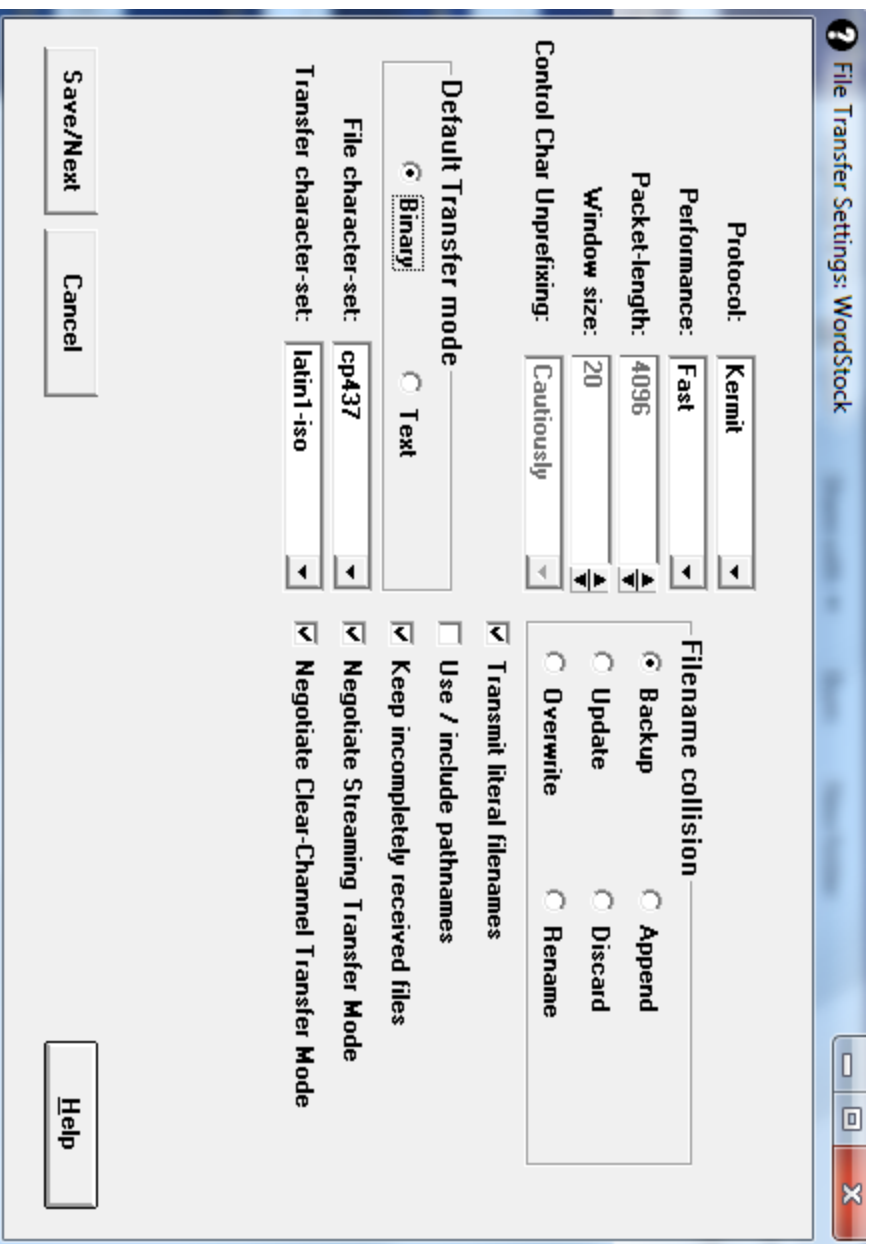 File Transfer Settings: WordStock
Protocol: Kermit
Performance: Fast
Packet-length: 4096
Window size: 20
Control Char Unprefixing: Cautiously
Default Transfer mode
Binary Text
File character-set: cp437
Transfer character-set: latin1-iso
Filename collision
Backup Append
Update Discard
Overwrite Rename
Transmit literal filenames
Use / include pathnames
Keep incompletely received files
Negotiate Streaming Transfer Mode
Negotiate Clear-Channel Transfer Mode
Save/Next Cancel Help